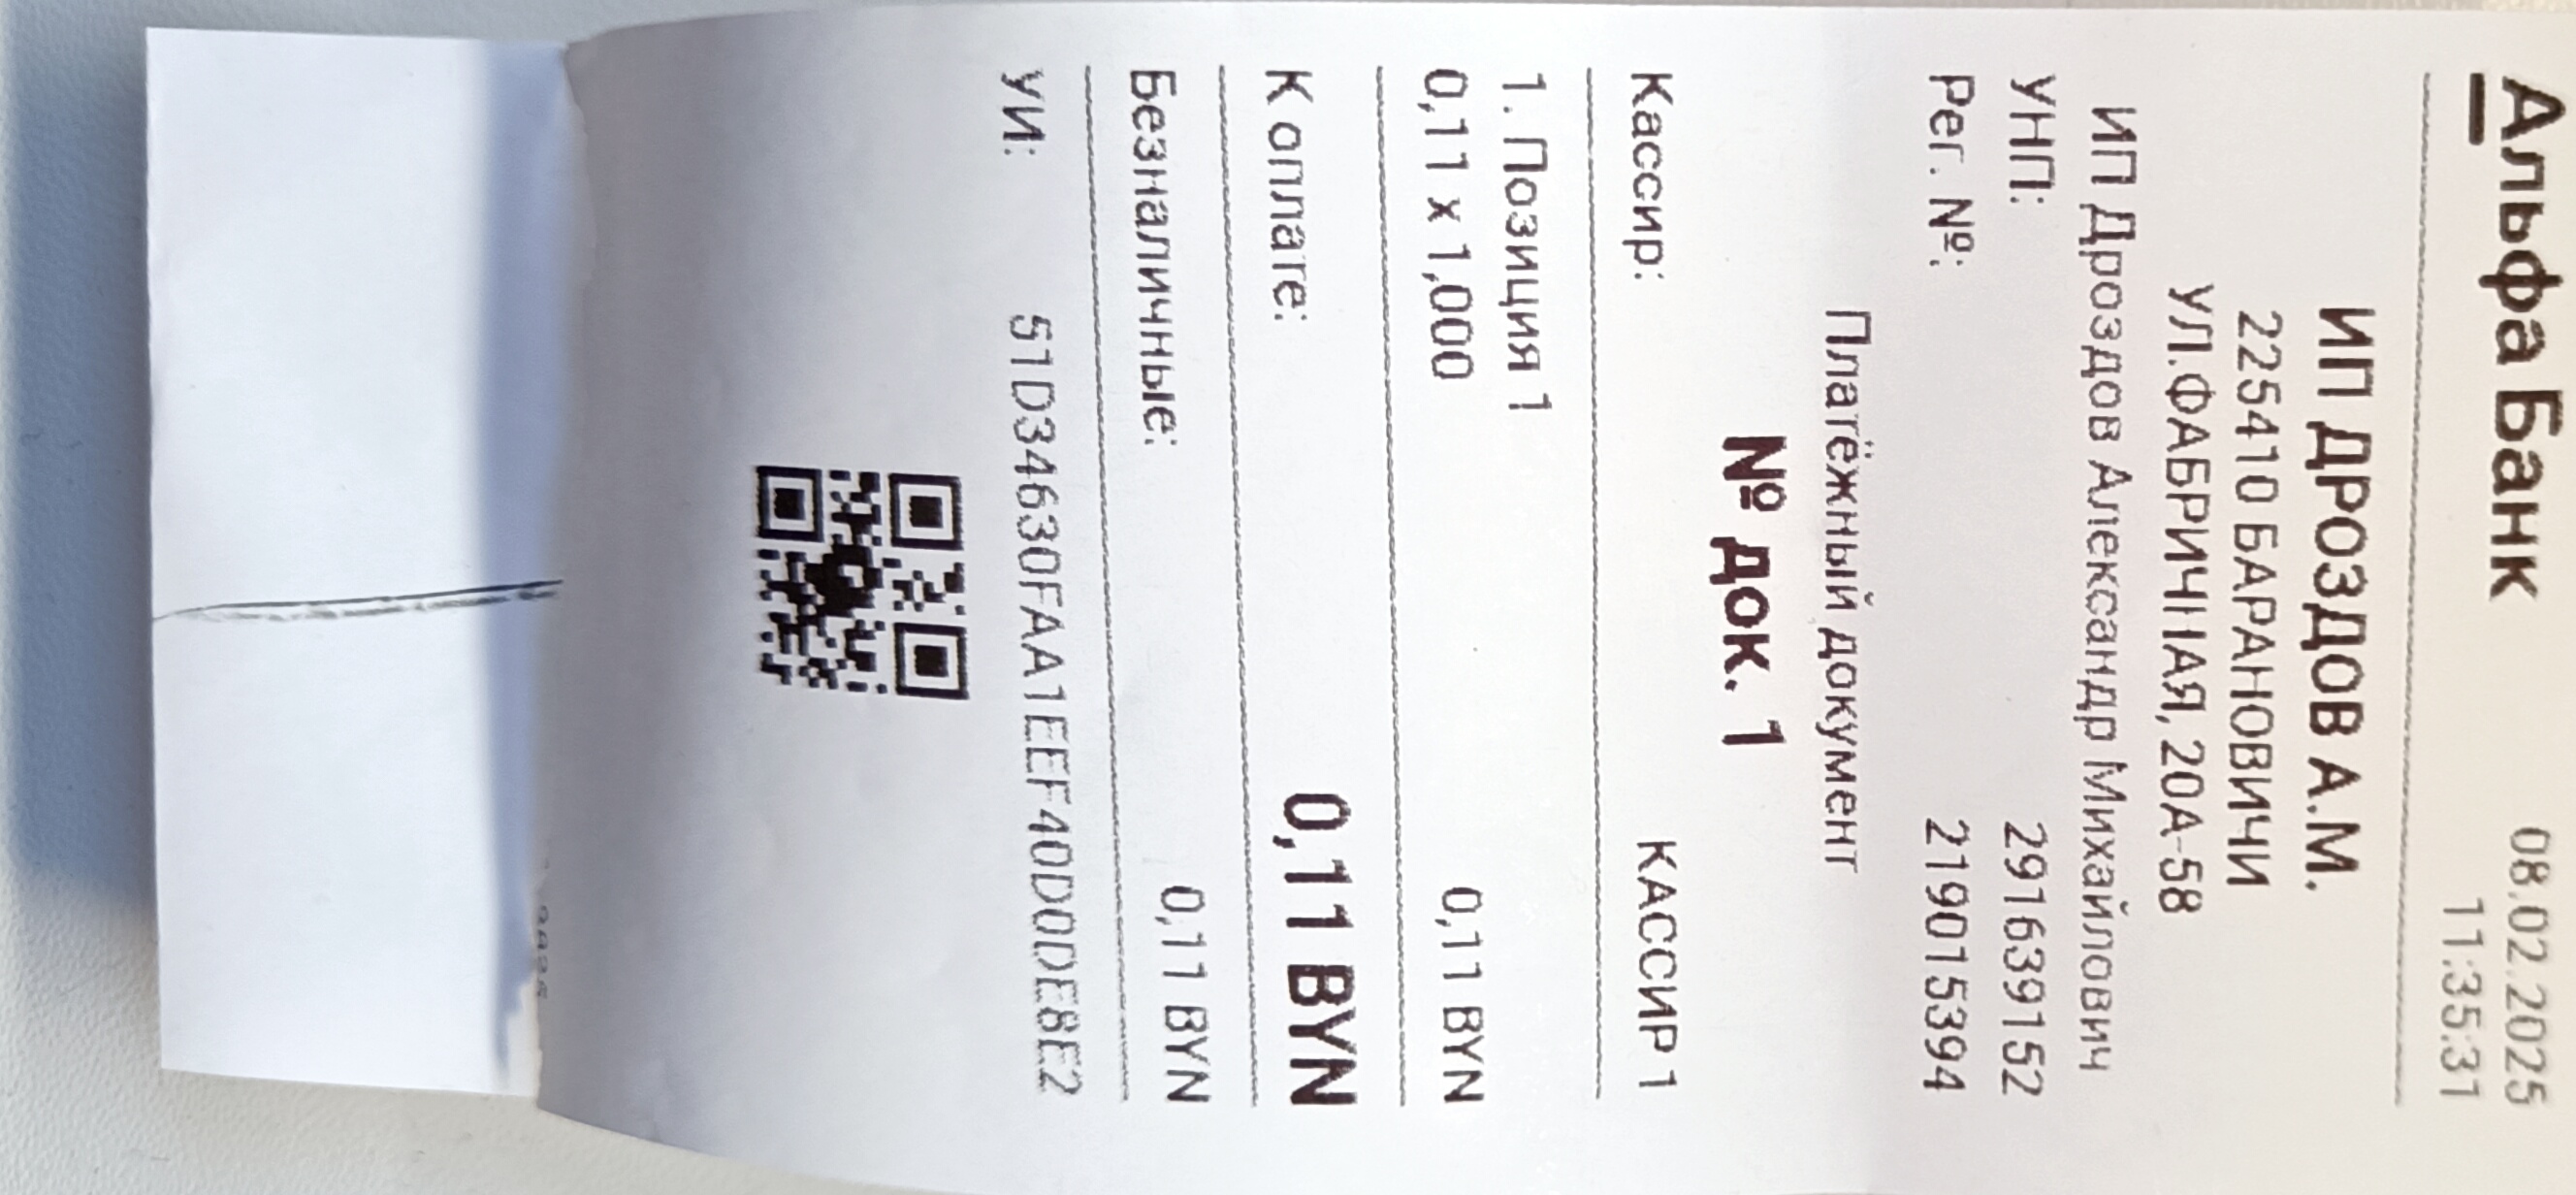 Альфа Банк 08.02.2025
11:35:31
ИП ДРОЗДОВ А.М.
225410 БАРАНОВИЧИ
УЛ.ФАБРИЧНАЯ, 20А-58
ИП Дроздов Александр Михайлович
УНП: 291639152
Рег. №: 219015394
Платёжный документ
№ док. 1
Кассир: КАССИР 1
1. Позиция 1
0,11 x 1,000 0,11 BYN
К оплате: 0,11 BYN
Безналичные: 0,11 BYN
УИ: 51D34630FAA1EEF40D0DE8E2